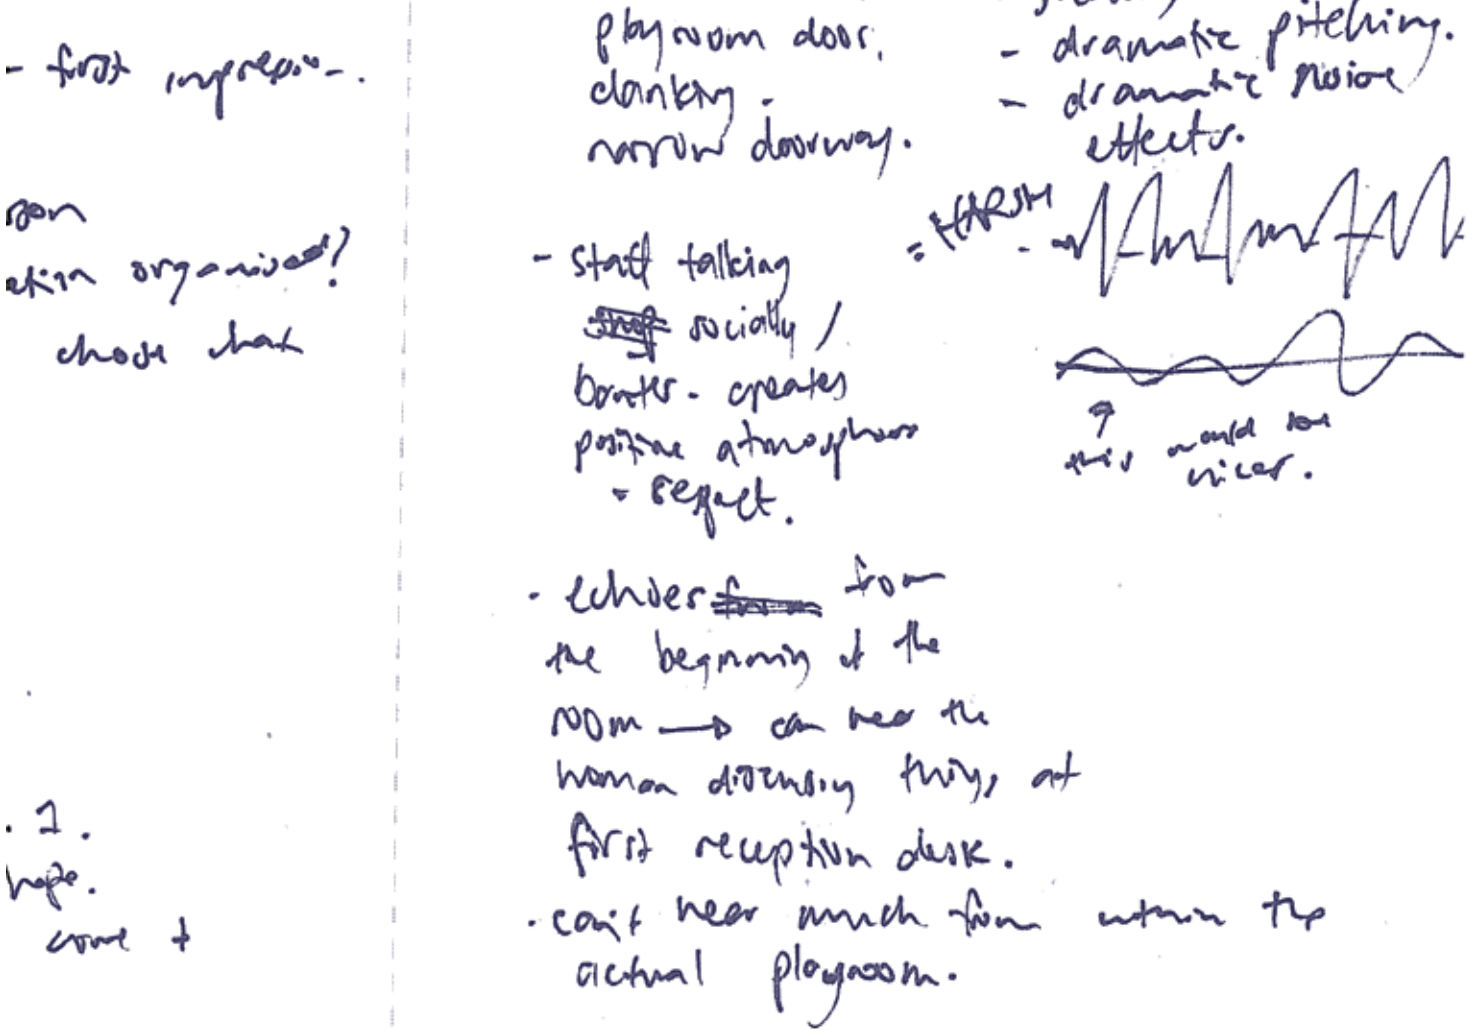 - first impression.
organised?
chose that
1.
come t
playroom door.
clanking.
narrow doorway.
- staff talking
socially /
banter - creates
positive atmosphere
= respect.
- echoes from
the beginning of the
room → can hear the
woman discussing things at
first reception desk.
- can't hear much from within the
actual playroom.
- dramatic pitching.
- dramatic noise
effects.
= HARSH
this would be
nicer.